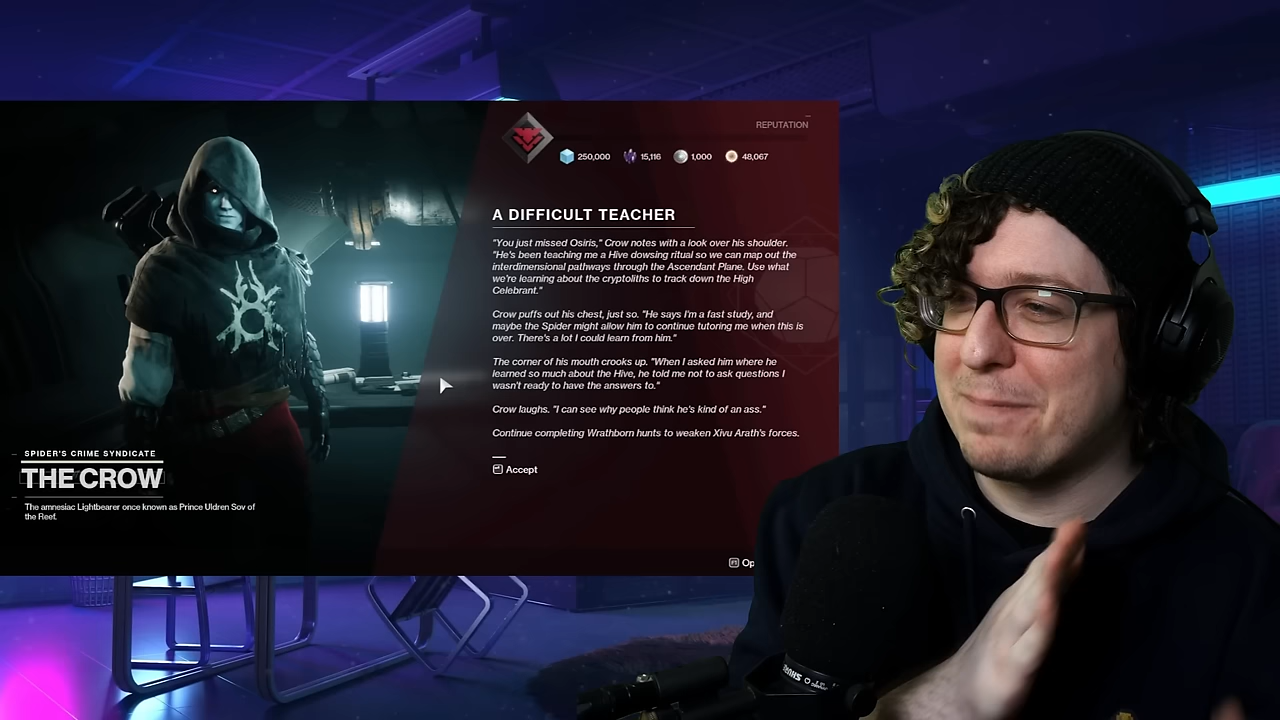 REPUTATION
250,000 15,116 1,000 48,067
A DIFFICULT TEACHER
"You just missed Osiris," Crow notes with a look over his shoulder.
"He's been teaching me a Hive dowsing ritual so we can map out the
interdimensional pathways through the Ascendant Plane. Use what
we're learning about the cryptoliths to track down the High
Celebrant."
Crow puffs out his chest, just so. "He says I'm a fast study, and
maybe the Spider might allow him to continue tutoring me when this is
over. There's a lot I could learn from him."
The corner of his mouth crooks up. "When I asked him where he
learned so much about the Hive, he told me not to ask questions I
wasn't ready to have the answers to."
Crow laughs. "I can see why people think he's kind of an ass."
Continue completing Wrathborn hunts to weaken Xivu Arath's forces.
Accept
SPIDER'S CRIME SYNDICATE
THE CROW
The amnesiac Lightbearer once known as Prince Uldren Sov of
the Reef.
Op